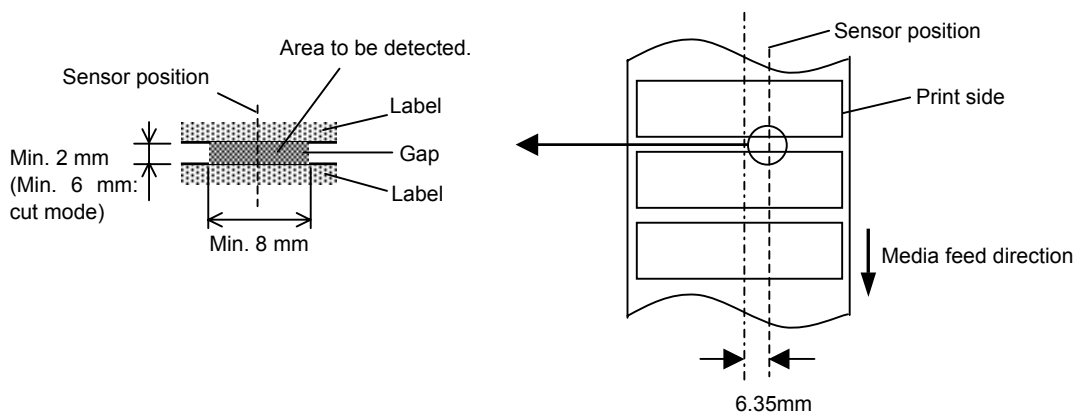 Area to be detected.
Sensor position
Label
Gap
Label
Min. 2 mm
(Min. 6 mm:
cut mode)
Min. 8 mm
Sensor position
Print side
Media feed direction
6.35mm